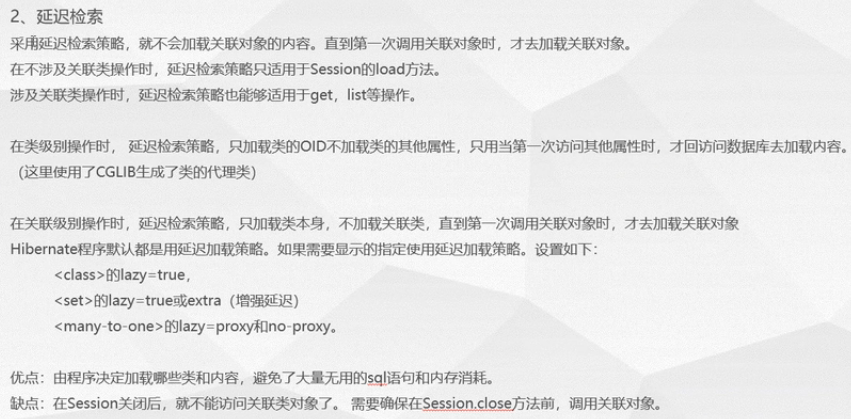 2、延迟检索
采用延迟检索策略，就不会加载关联对象的内容。直到第一次调用关联对象时，才去加载关联对象。
在不涉及关联类操作时，延迟检索策略只适用于Session的load方法。
涉及关联类操作时，延迟检索策略也能够适用于get，list等操作。
在类级别操作时， 延迟检索策略，只加载类的OID不加载类的其他属性，只用当第一次访问其他属性时，才回访问数据库去加载内容。
（这里使用了CGLIB生成了类的代理类）
在关联级别操作时，延迟检索策略，只加载类本身，不加载关联类，直到第一次调用关联对象时，才去加载关联对象
Hibernate程序默认都是用延迟加载策略。如果需要显示的指定使用延迟加载策略。设置如下：
<class>的lazy=true，
<set>的lazy=true或extra（增强延迟）
<many-to-one>的lazy=proxy和no-proxy。
优点：由程序决定加载哪些类和内容，避免了大量无用的sql语句和内存消耗。
缺点：在Session关闭后，就不能访问关联类对象了。 需要确保在Session.close方法前，调用关联对象。